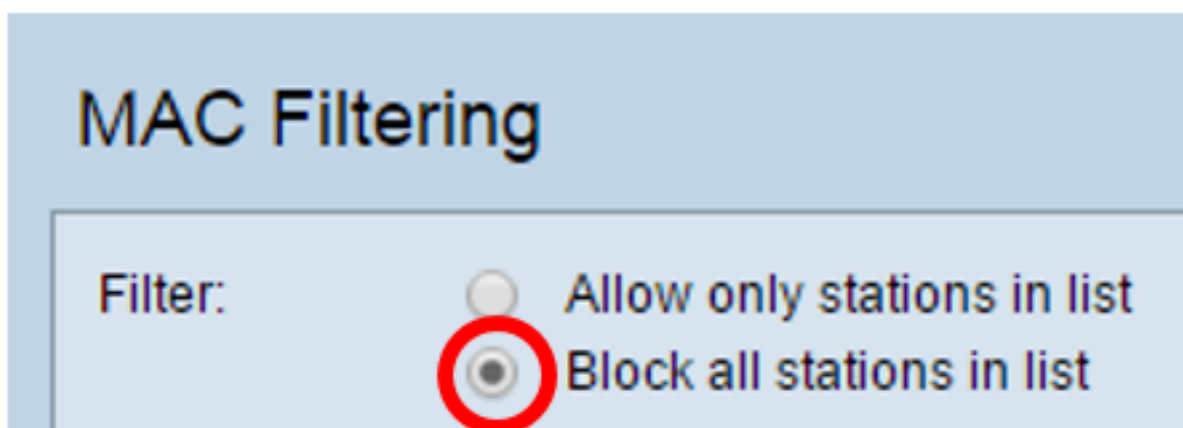 MAC Filtering
Filter: Allow only stations in list
Block all stations in list